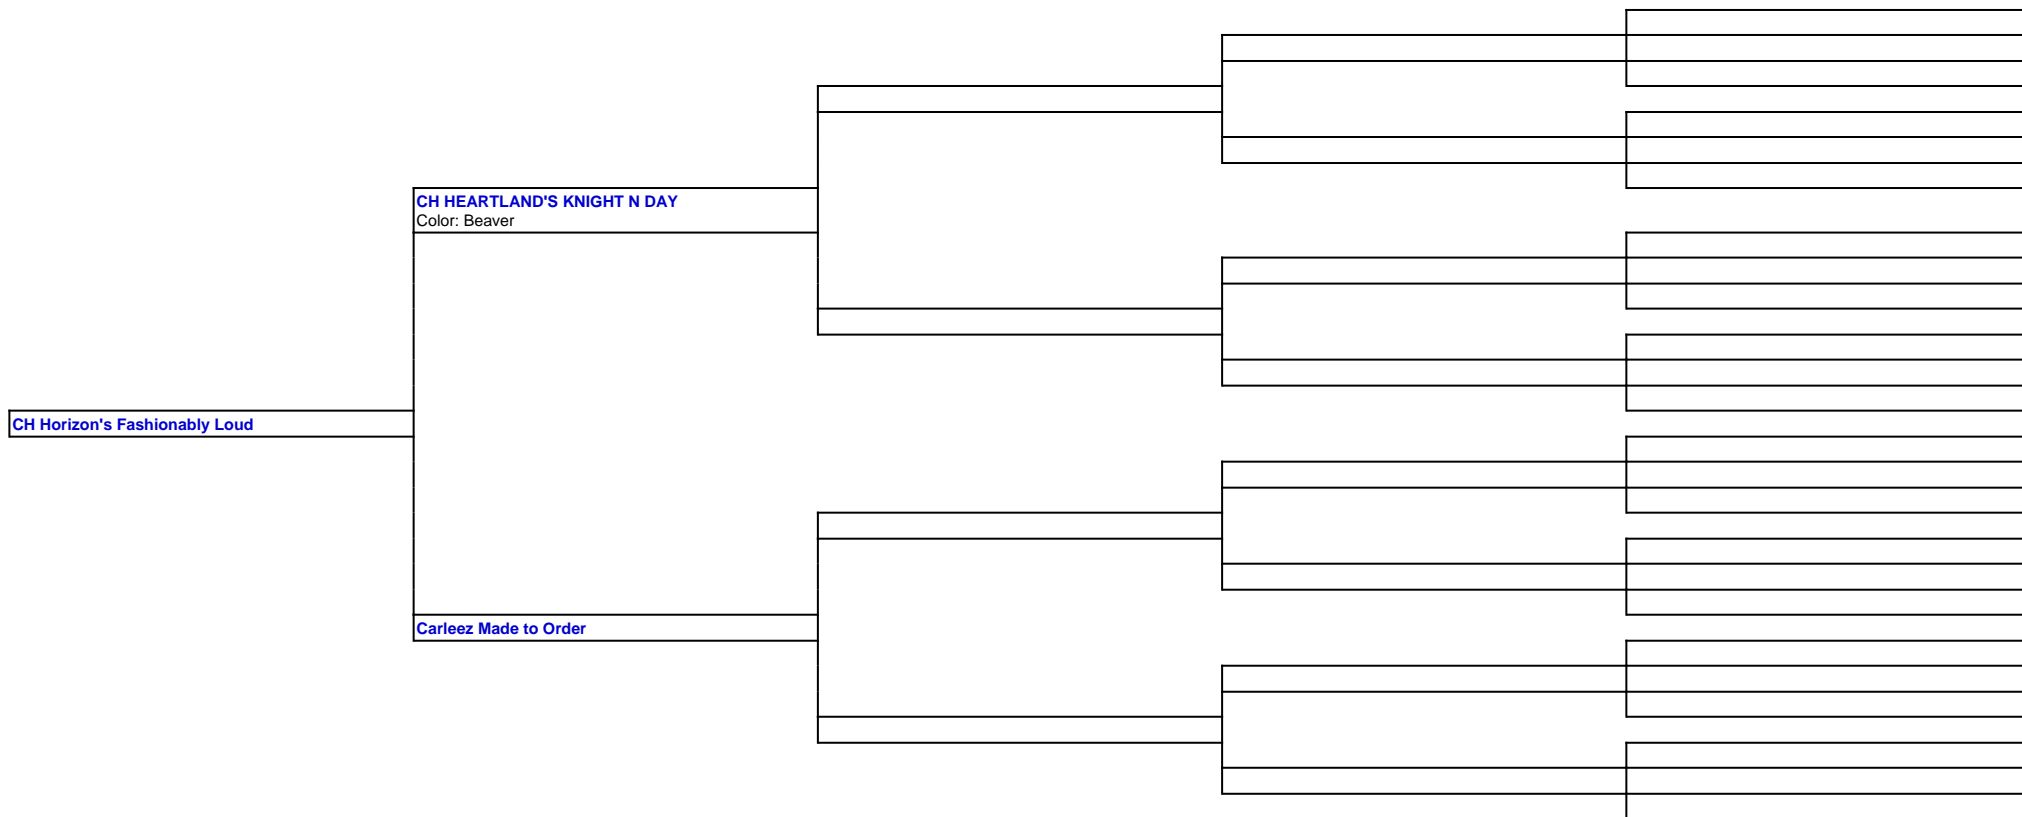 CH HEARTLAND'S KNIGHT N DAY
Color: Beaver
CH Horizon's Fashionably Loud
Carleez Made to Order